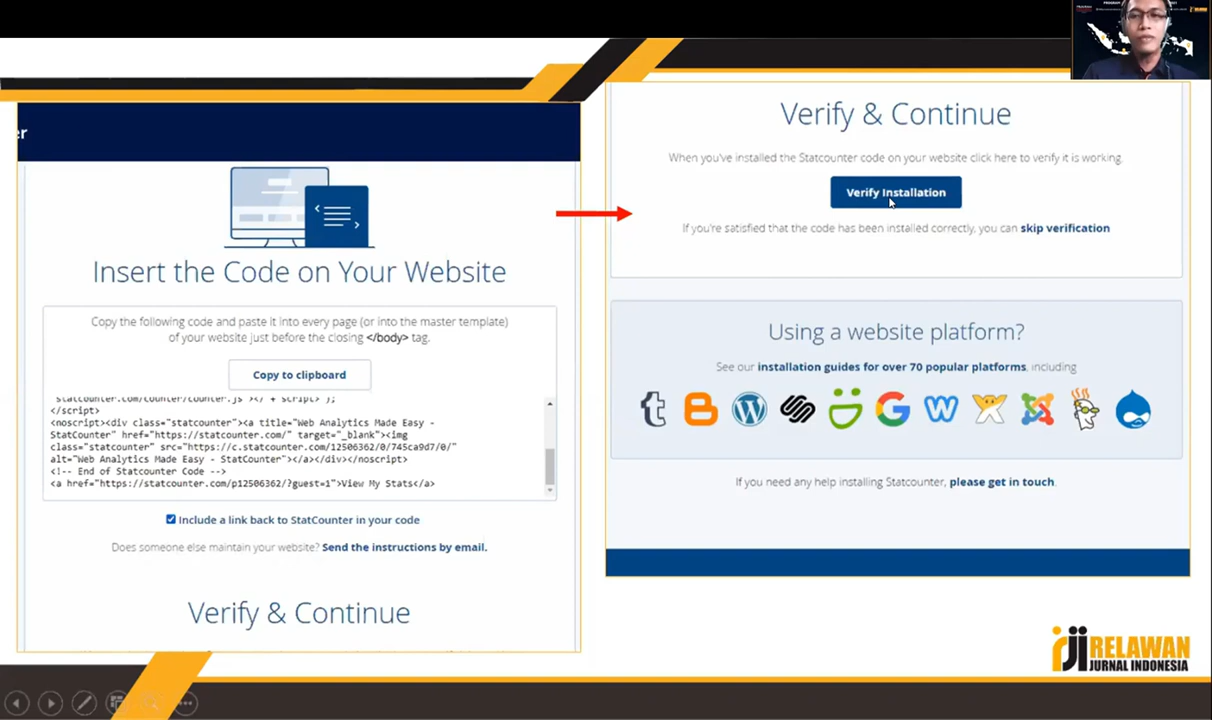 er
Insert the Code on Your Website
Copy the following code and paste it into every page (or into the master template)
of your website just before the closing </body> tag.
Copy to clipboard
statcounter.com/counter/counter.js"></"+"script>");
</script>
<noscript><div class="statcounter"><a title="Web Analytics Made Easy -
StatCounter" href="https://statcounter.com/" target="_blank"><img
class="statcounter" src="https://c.statcounter.com/12506362/0/745ca9d7/0/"
alt="Web Analytics Made Easy - StatCounter"></a></div></noscript>
<!-- End of Statcounter Code -->
<a href="https://statcounter.com/p12506362/?guest=1">View My Stats</a>
Include a link back to StatCounter in your code
Does someone else maintain your website? Send the instructions by email.
Verify & Continue
Verify & Continue
When you've installed the Statcounter code on your website click here to verify it is working.
Verify Installation
If you're satisfied that the code has been installed correctly, you can skip verification
Using a website platform?
See our installation guides for over 70 popular platforms, including
If you need any help installing Statcounter, please get in touch.
RELAWAN
JURNAL INDONESIA